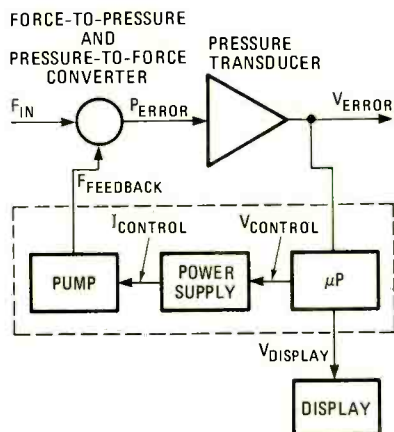 FORCE-TO-PRESSURE
AND
PRESSURE-TO-FORCE
CONVERTER
PRESSURE
TRANSDUCER
FIN
PERROR
VERROR
FFEEDBACK
ICONTROL
VCONTROL
PUMP
POWER
SUPPLY
μP
VDISPLAY
DISPLAY